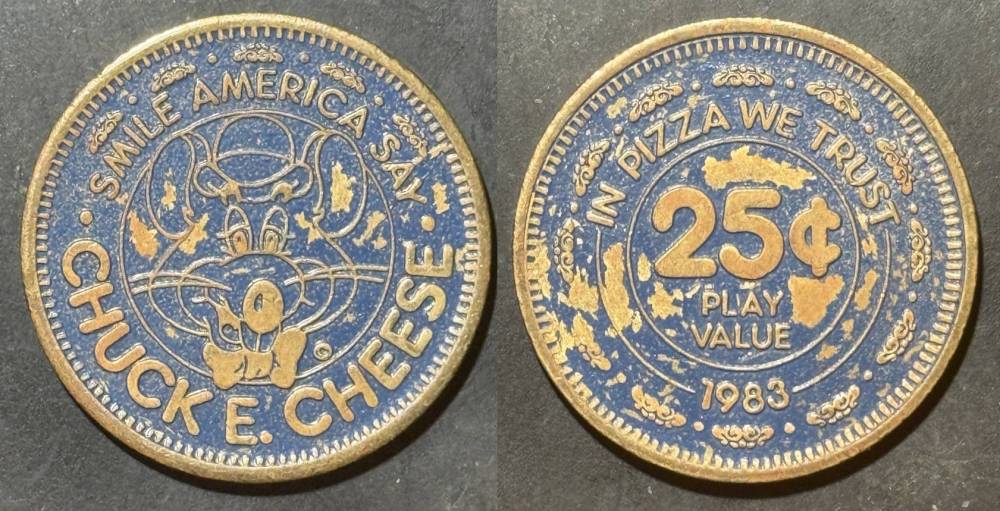 SMILE AMERICA SAY
CHUCK E. CHEESE
©
IN PIZZA WE TRUST
25¢
PLAY
VALUE
1983